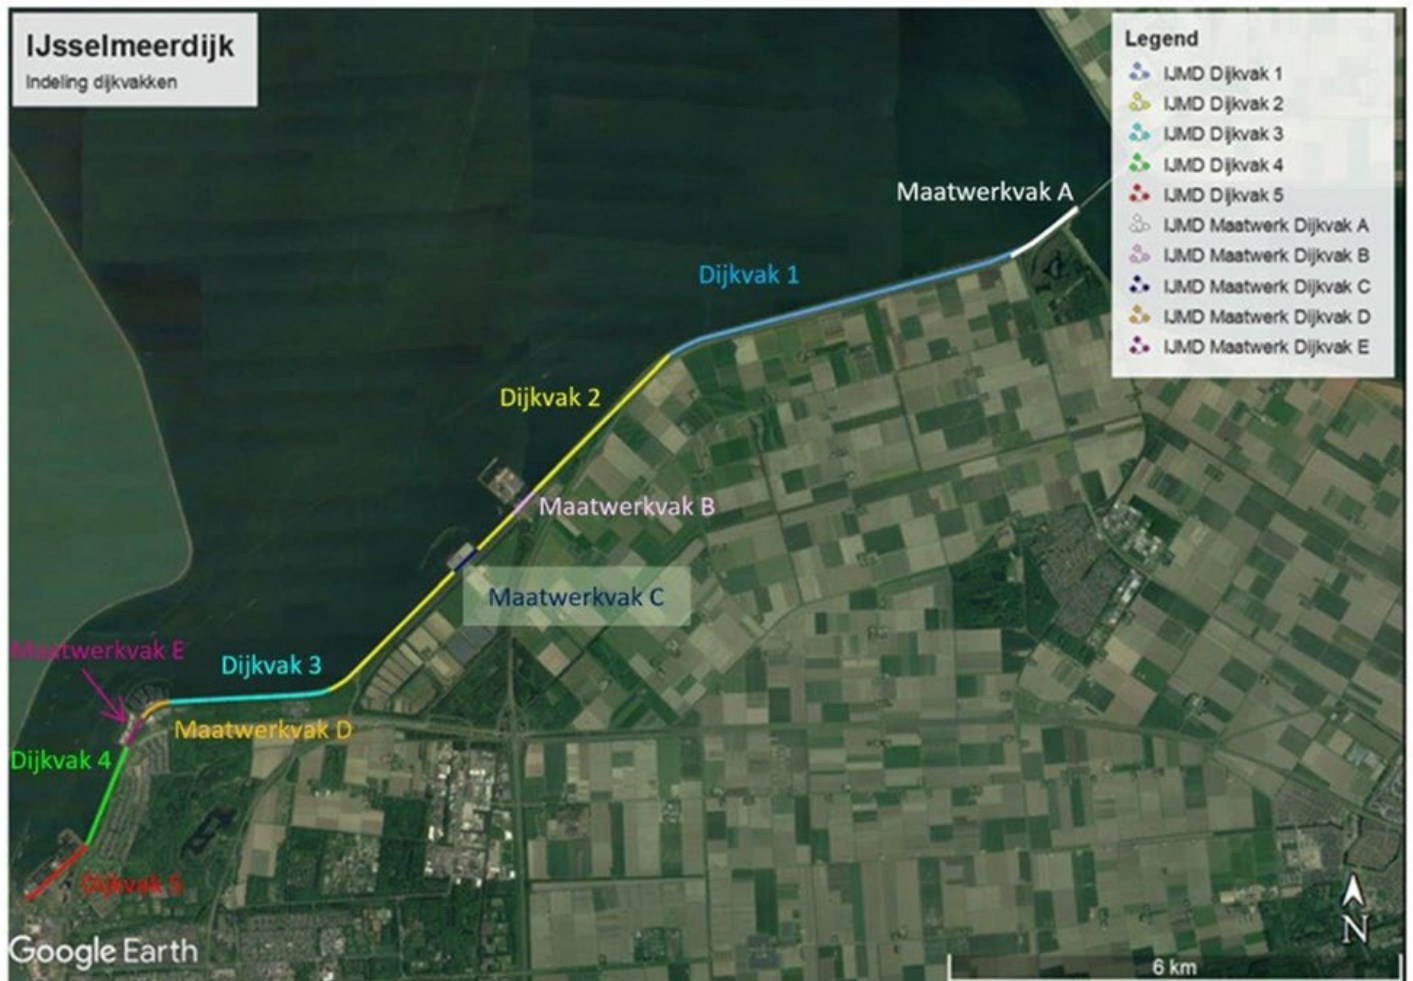 IJsselmeerdijk
Indeling dijkvakken
Legend
IJMD Dijkvak 1
IJMD Dijkvak 2
IJMD Dijkvak 3
IJMD Dijkvak 4
IJMD Dijkvak 5
IJMD Maatwerk Dijkvak A
IJMD Maatwerk Dijkvak B
IJMD Maatwerk Dijkvak C
IJMD Maatwerk Dijkvak D
IJMD Maatwerk Dijkvak E
Maatwerkvak A
Dijkvak 1
Dijkvak 2
Maatwerkvak B
Maatwerkvak C
Maatwerkvak E
Dijkvak 3
Maatwerkvak D
Dijkvak 4
Dijkvak 5
Google Earth
N
6 km